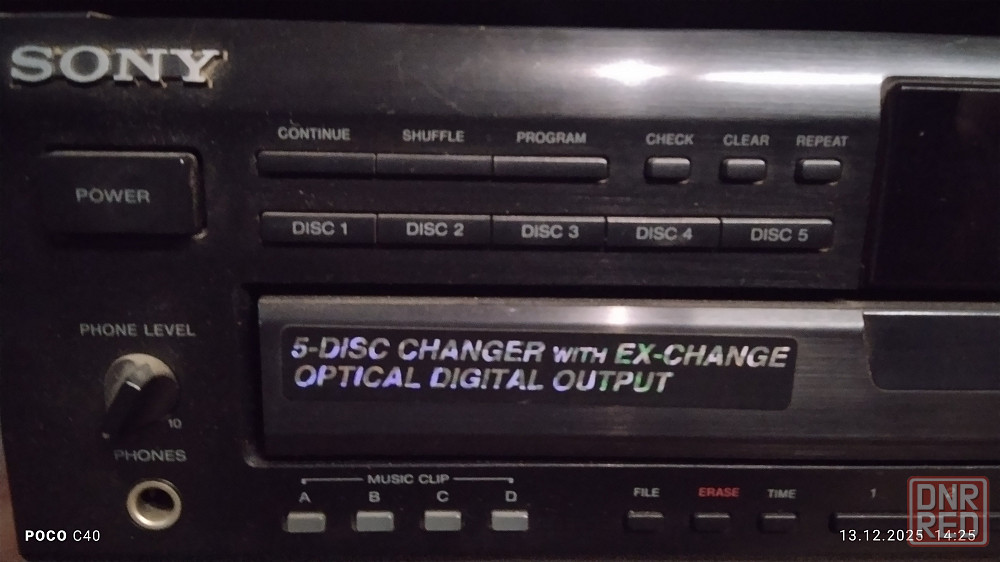 SONY
CONTINUE SHUFFLE PROGRAM CHECK CLEAR REPEAT
POWER
DISC 1 DISC 2 DISC 3 DISC 4 DISC 5
PHONE LEVEL
5-DISC CHANGER WITH EX-CHANGE
OPTICAL DIGITAL OUTPUT
10
PHONES
MUSIC CLIP
A B C D
FILE ERASE TIME 1
DNR
RED
POCO C40
13.12.2025 14:25